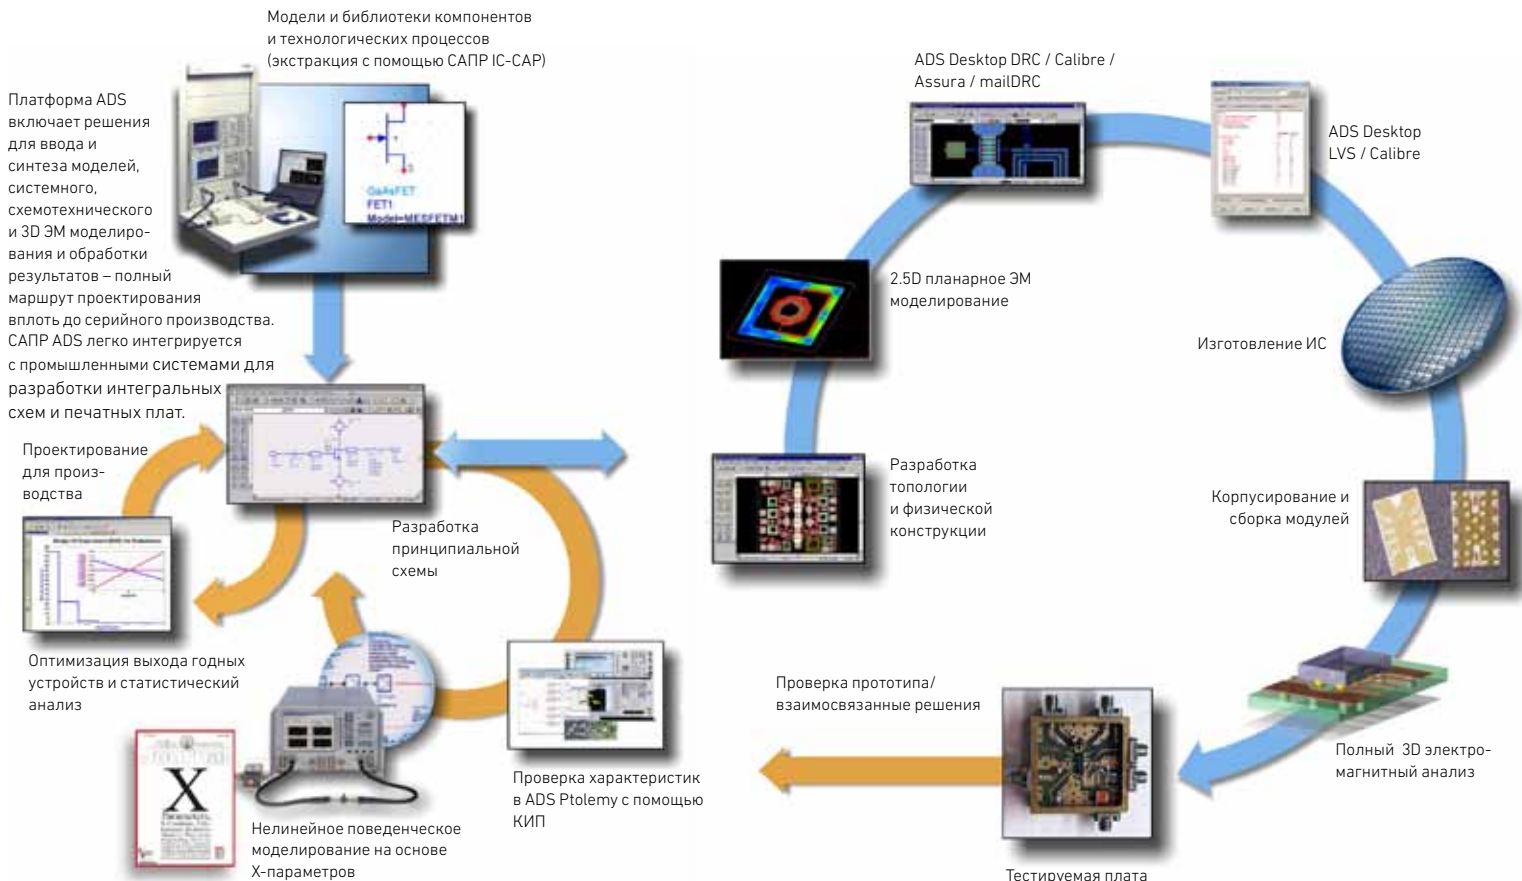 Модели и библиотеки компонентов
и технологических процессов
(экстракция с помощью САПР IC-CAP)
Платформа ADS
включает решения
для ввода и
синтеза моделей,
системного,
схемотехнического
и 3D ЭМ моделиро-
вания и обработки
результатов – полный
маршрут проектирования
вплоть до серийного производства.
САПР ADS легко интегрируется
с промышленными системами для
разработки интегральных
схем и печатных плат.
GaAsFET
FET1
Model=MESFETM1
Проектирование
для произ-
водства
Разработка
принципиальной
схемы
Оптимизация выхода годных
устройств и статистический
анализ
X
Нелинейное поведенческое
моделирование на основе
X-параметров
Проверка характеристик
в ADS Ptolemy с помощью
КИП
ADS Desktop DRC / Calibre /
Assura / mailDRC
ADS Desktop
LVS / Calibre
2.5D планарное ЭМ
моделирование
Изготовление ИС
Разработка
топологии
и физической
конструкции
Корпусирование и
сборка модулей
Проверка прототипа/
взаимосвязанные решения
Полный 3D электро-
магнитный анализ
Тестируемая плата